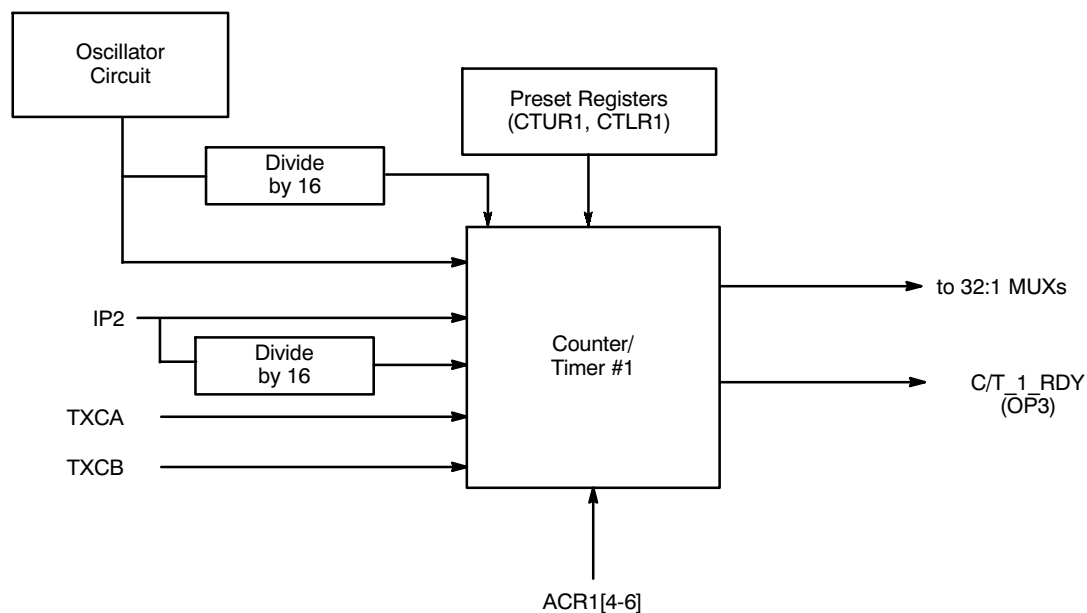 Oscillator
Circuit
Preset Registers
(CTUR1, CTLR1)
Divide
by 16
to 32:1 MUXs
IP2
Divide
by 16
Counter/
Timer #1
C/T_1_RDY
(OP3)
TXCA
TXCB
ACR1[4-6]